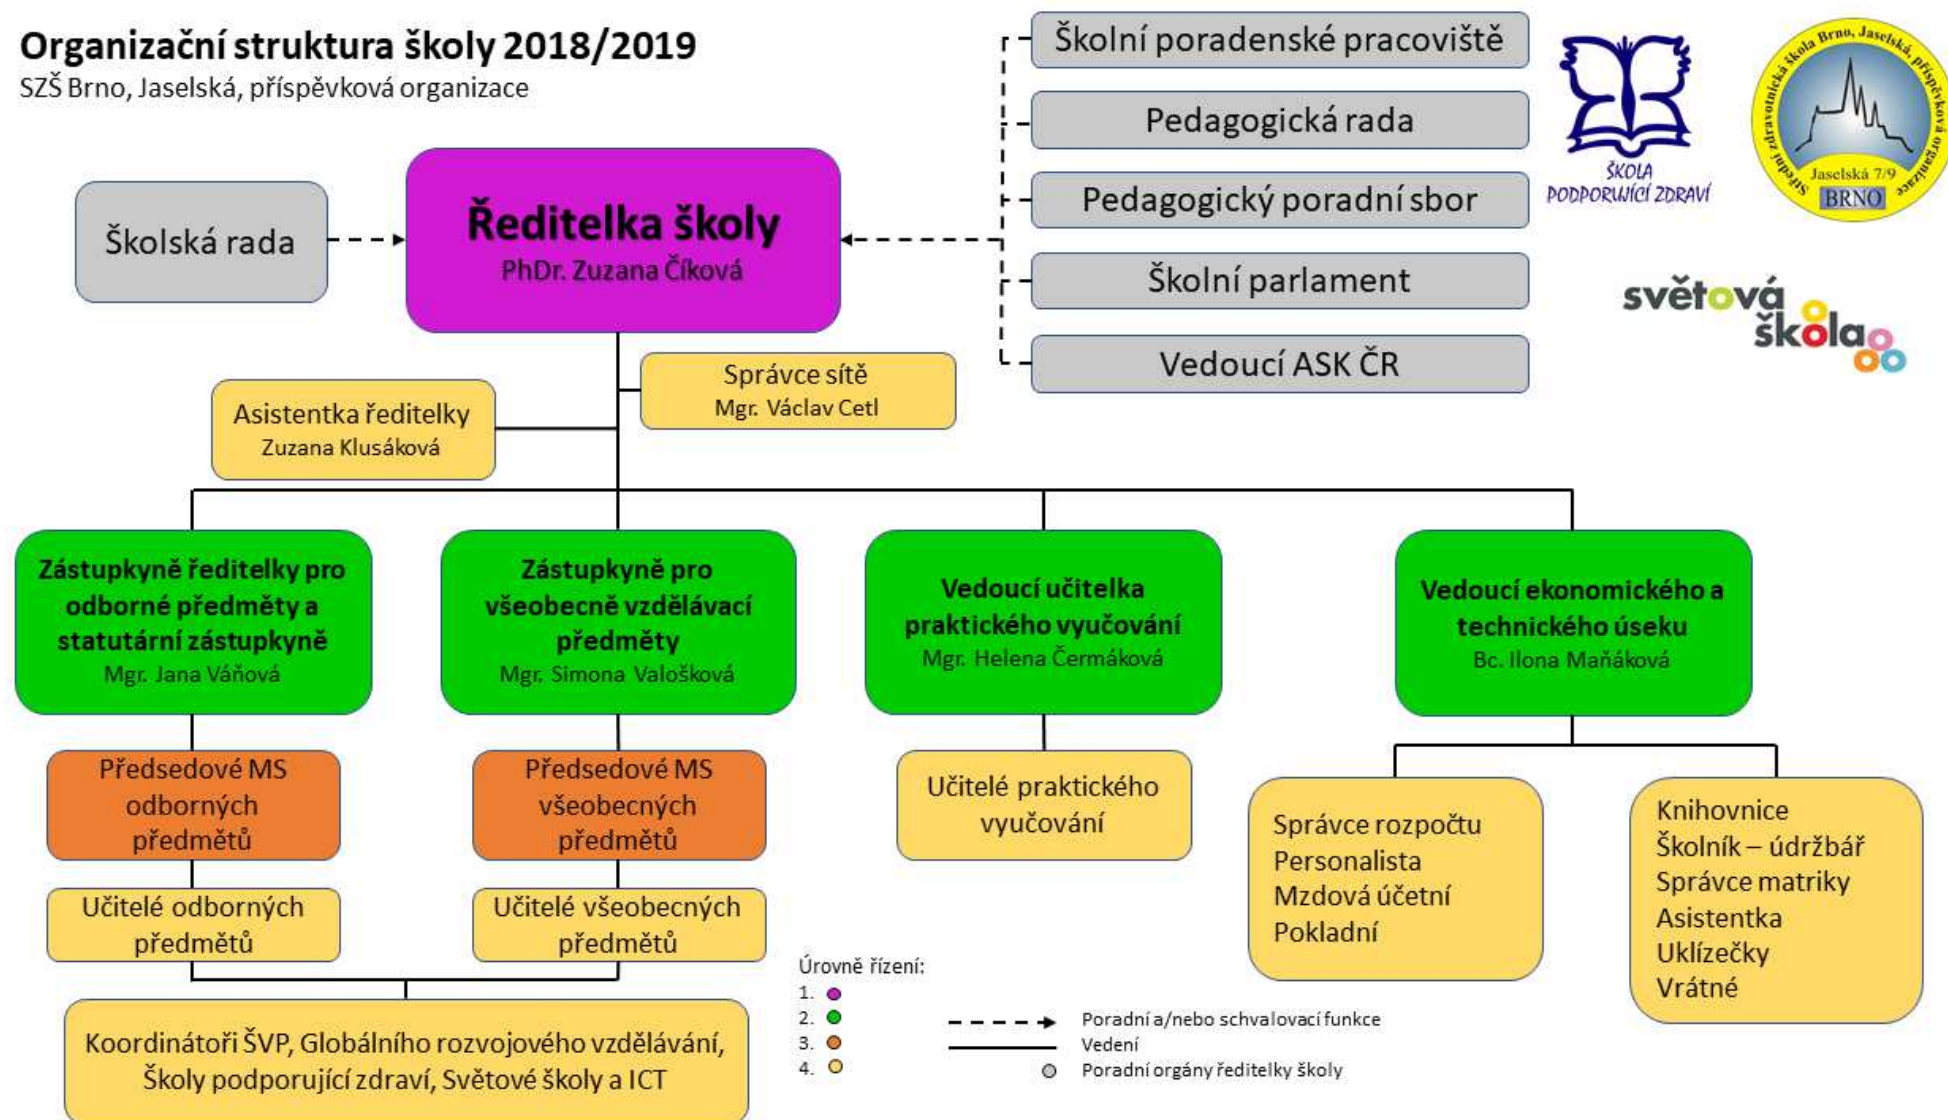 Organizační struktura školy 2018/2019
SZŠ Brno, Jaselská, příspěvková organizace
Školní poradenské pracoviště
Pedagogická rada
Pedagogický poradní sbor
Školní parlament
Vedoucí ASK ČR
ŠKOLA
PODPORUJÍCÍ ZDRAVÍ
Střední zdravotnická škola Brno, Jaselská, příspěvková organizace
Jaselská 7/9
BRNO
světová
škola
Školská rada
Ředitelka školy
PhDr. Zuzana Číková
Správce sítě
Mgr. Václav Cetl
Asistentka ředitelky
Zuzana Klusáková
Zástupkyně ředitelky pro
odborné předměty a
statutární zástupkyně
Mgr. Jana Váňová
Zástupkyně pro
všeobecně vzdělávací
předměty
Mgr. Simona Valošková
Vedoucí učitelka
praktického vyučování
Mgr. Helena Čermáková
Vedoucí ekonomického a
technického úseku
Bc. Ilona Maňáková
Předsedové MS
odborných
předmětů
Předsedové MS
všeobecných
předmětů
Učitelé praktického
vyučování
Správce rozpočtu
Personalista
Mzdová účetní
Pokladní
Knihovnice
Školník – údržbář
Správce matriky
Asistentka
Uklízečky
Vrátné
Učitelé odborných
předmětů
Učitelé všeobecných
předmětů
Koordinátoři ŠVP, Globálního rozvojového vzdělávání,
Školy podporující zdraví, Světové školy a ICT
Úrovně řízení:
1.
2.
3.
4.
Poradní a/nebo schvalovací funkce
Vedení
Poradní orgány ředitelky školy